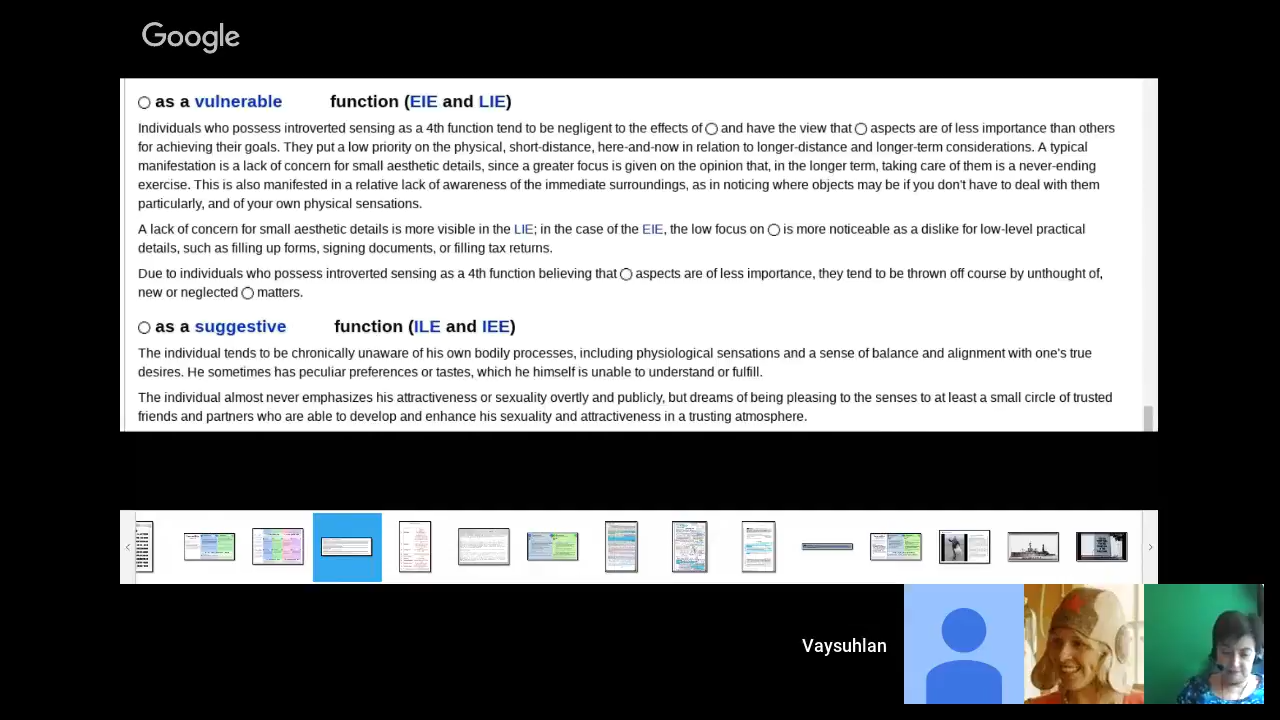 Google
○ as a vulnerable function (EIE and LIE)
Individuals who possess introverted sensing as a 4th function tend to be negligent to the effects of ○ and have the view that ○ aspects are of less importance than others
for achieving their goals. They put a low priority on the physical, short-distance, here-and-now in relation to longer-distance and longer-term considerations. A typical
manifestation is a lack of concern for small aesthetic details, since a greater focus is given on the opinion that, in the longer term, taking care of them is a never-ending
exercise. This is also manifested in a relative lack of awareness of the immediate surroundings, as in noticing where objects may be if you don't have to deal with them
particularly, and of your own physical sensations.
A lack of concern for small aesthetic details is more visible in the LIE; in the case of the EIE, the low focus on ○ is more noticeable as a dislike for low-level practical
details, such as filling up forms, signing documents, or filling tax returns.
Due to individuals who possess introverted sensing as a 4th function believing that ○ aspects are of less importance, they tend to be thrown off course by unthought of,
new or neglected ○ matters.
○ as a suggestive function (ILE and IEE)
The individual tends to be chronically unaware of his own bodily processes, including physiological sensations and a sense of balance and alignment with one's true
desires. He sometimes has peculiar preferences or tastes, which he himself is unable to understand or fulfill.
The individual almost never emphasizes his attractiveness or sexuality overtly and publicly, but dreams of being pleasing to the senses to at least a small circle of trusted
friends and partners who are able to develop and enhance his sexuality and attractiveness in a trusting atmosphere.
Vaysuhlan